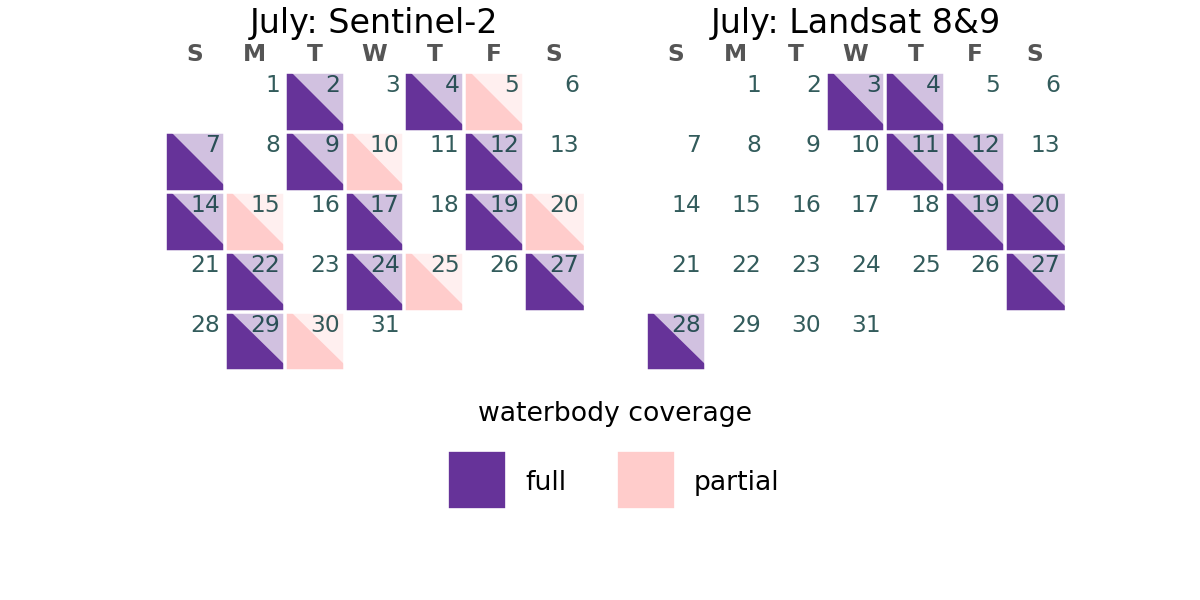 July: Sentinel-2
S M T W T F S
1 2 3 4 5 6
7 8 9 10 11 12 13
14 15 16 17 18 19 20
21 22 23 24 25 26 27
28 29 30 31
July: Landsat 8&9
S M T W T F S
1 2 3 4 5 6
7 8 9 10 11 12 13
14 15 16 17 18 19 20
21 22 23 24 25 26 27
28 29 30 31
waterbody coverage
full partial